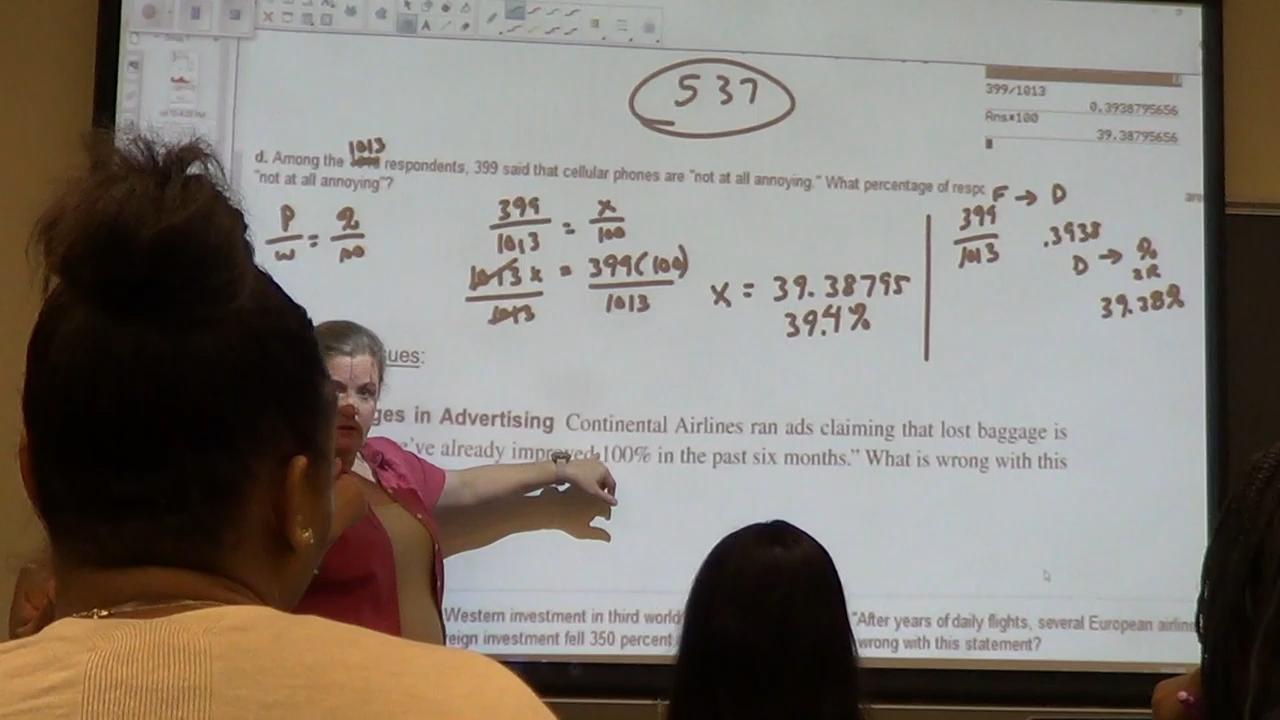 537
399/1013
0.3938795656
Ans*100
39.38795656
1013
d. Among the respondents, 399 said that cellular phones are "not at all annoying." What percentage of
"not at all annoying"?
P/W = %/100
399/1013 = x/100
1013x/1013 = 399(100)/1013
x = 39.38795
39.4%
F → D
399/1013 .3938
D → %
2R
39.38%
ues:
ges in Advertising Continental Airlines ran ads claiming that lost baggage is
e've already improved 100% in the past six months." What is wrong with this
Western investment in third world "After years of daily flights, several European
reign investment fell 350 percent wrong with this statement?